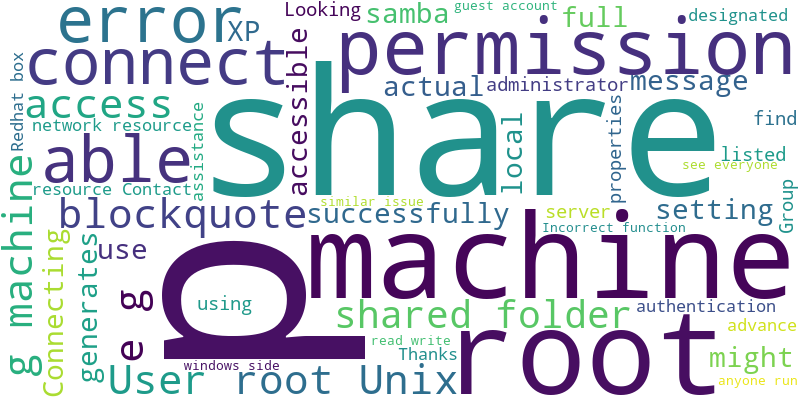 error
XP
Looking
samba
guest account
full
designated
connect
permission
Redhat box
access
accessible
actual
administrator
message
share
network resource
assistance
able
local
properties
find
listed
see everyone
resource Contact
g machine
blockquote
similar issue
successfully
server
setting
Group
Incorrect function
Connecting
generates
use
e g
p
machine
using
shared folder
authentication
root
read write
Thanks
advance
might
windows side
User root Unix
anyone run